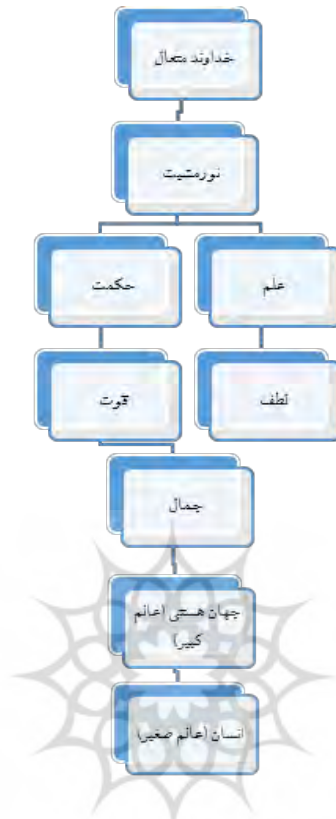 خداوند متعال
نورمشیت
علم
حکمت
لطف
قوت
جمال
جهان هستی (عالم
کبیر)
انسان (عالم صغیر)